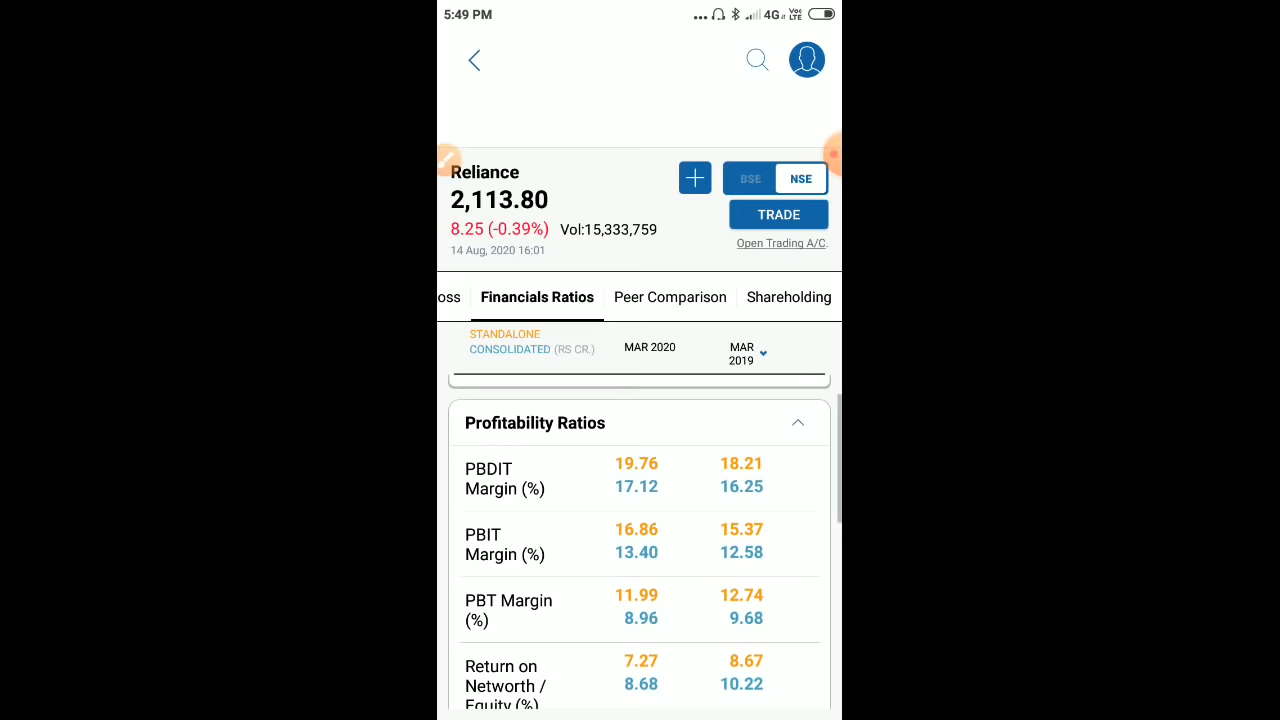 5:49 PM
4G Vo LTE
Reliance
2,113.80
8.25 (-0.39%) Vol:15,333,759
14 Aug, 2020 16:01
BSE NSE
TRADE
Open Trading A/C.
oss Financials Ratios Peer Comparison Shareholding
STANDALONE
CONSOLIDATED (RS CR.)
MAR 2020
MAR
2019
Profitability Ratios
PBDIT
Margin (%)
19.76 18.21
17.12 16.25
PBIT
Margin (%)
16.86 15.37
13.40 12.58
PBT Margin
(%)
11.99 12.74
8.96 9.68
Return on
Networth /
Equity (%)
7.27 8.67
8.68 10.22